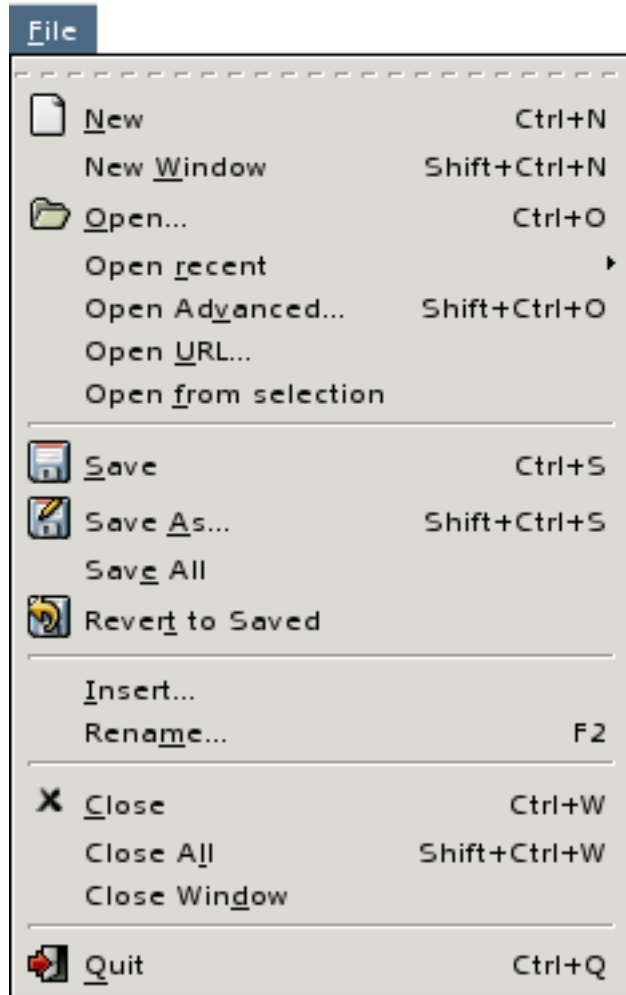 File
New Ctrl+N
New Window Shift+Ctrl+N
Open... Ctrl+O
Open recent
Open Advanced... Shift+Ctrl+O
Open URL...
Open from selection
Save Ctrl+S
Save As... Shift+Ctrl+S
Save All
Revert to Saved
Insert...
Rename... F2
Close Ctrl+W
Close All Shift+Ctrl+W
Close Window
Quit Ctrl+Q